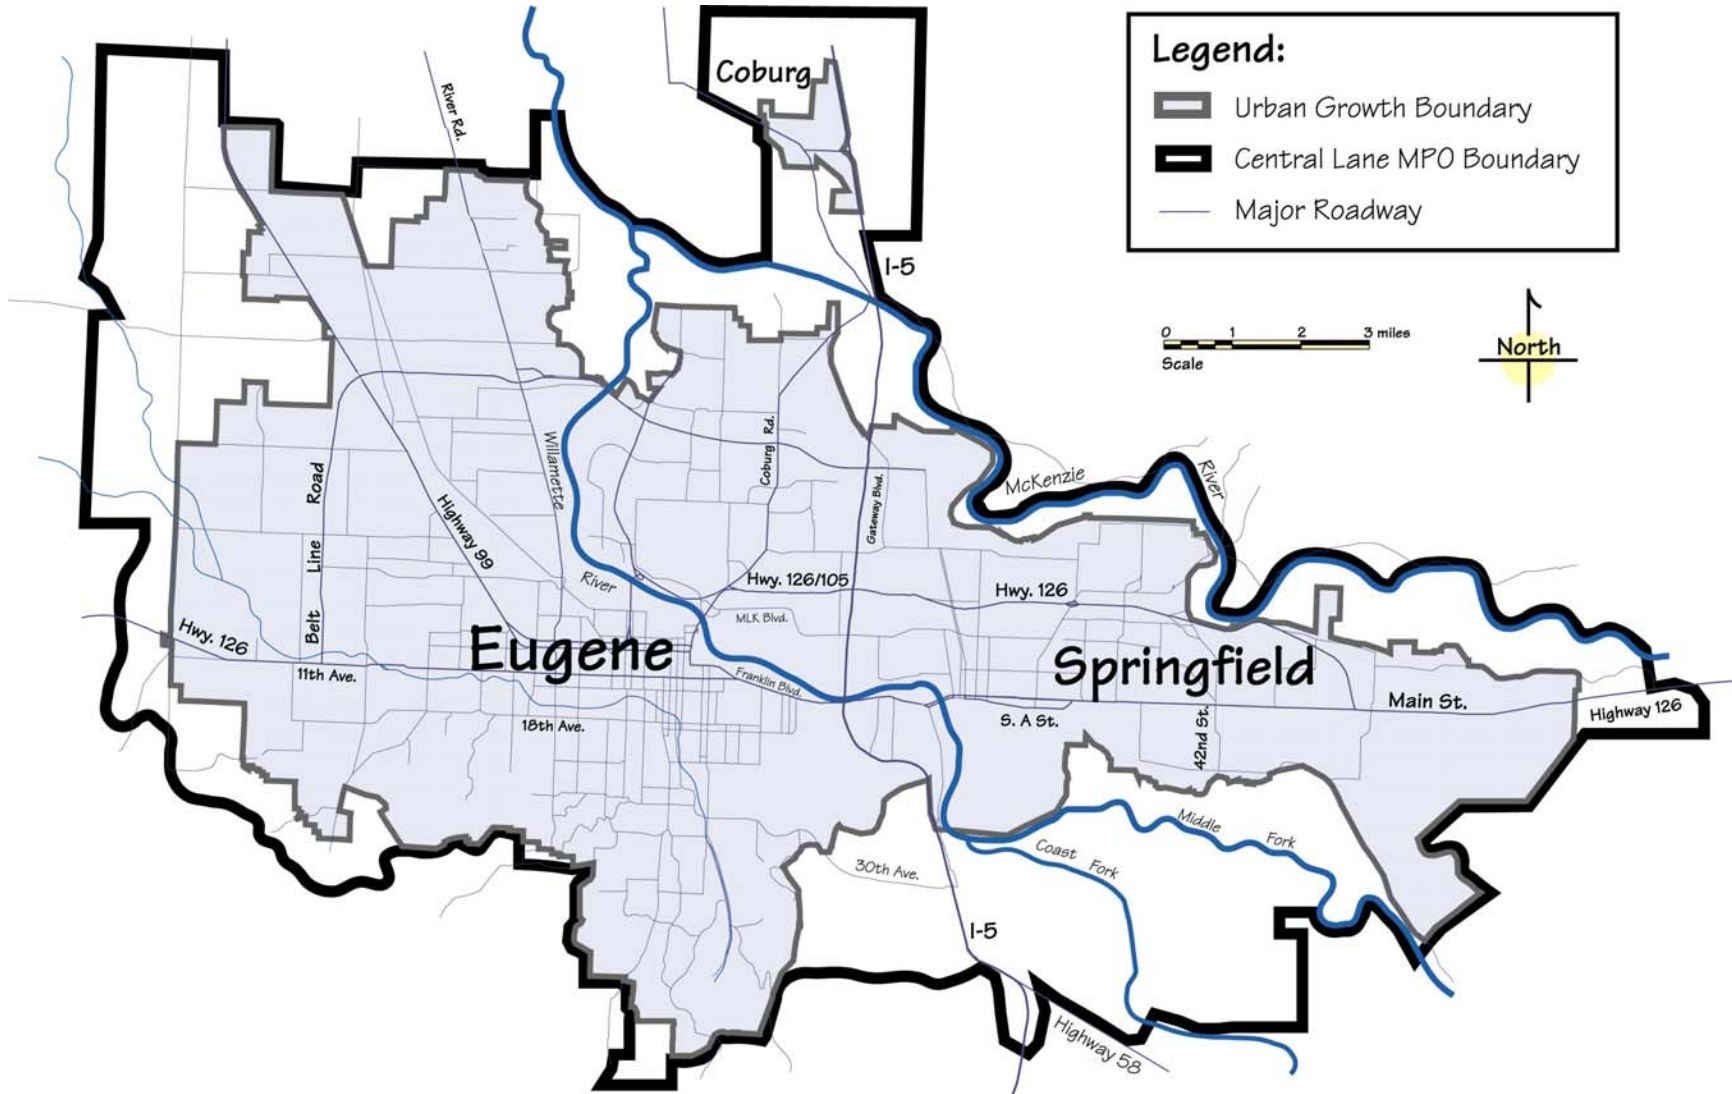 Coburg
Legend:
Urban Growth Boundary
Central Lane MPO Boundary
Major Roadway
River Rd.
I-5
0 1 2 3 miles
Scale
North
Coburg Rd.
Willamette
Belt Line Road
Highway 99
Gateway Blvd.
McKenzie
River
River
Hwy. 126/105
Hwy. 126
MLK Blvd.
Hwy. 126
Eugene
Springfield
11th Ave.
Franklin Blvd.
Main St.
Highway 126
18th Ave.
S. A St.
42nd St.
Middle Fork
Coast Fork
30th Ave.
I-5
Highway 58